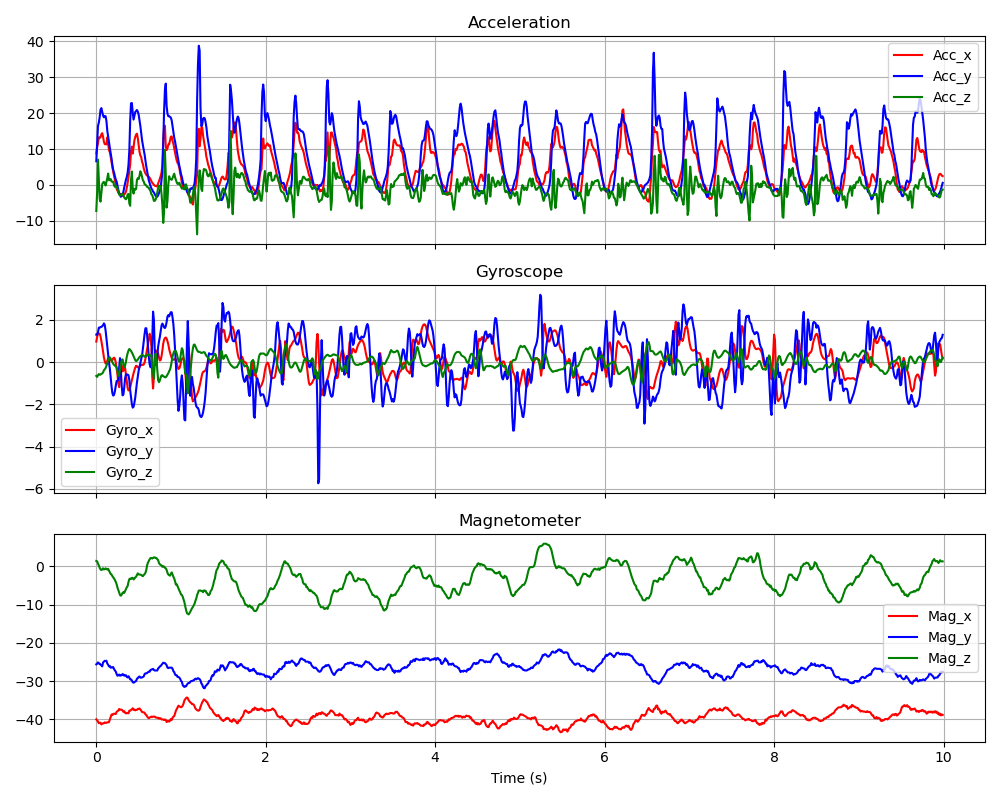 Acceleration
40
30
20
10
0
−10
Acc_x
Acc_y
Acc_z
Gyroscope
2
0
−2
−4
−6
Gyro_x
Gyro_y
Gyro_z
Magnetometer
0
−10
−20
−30
−40
Mag_x
Mag_y
Mag_z
0 2 4 6 8 10
Time (s)